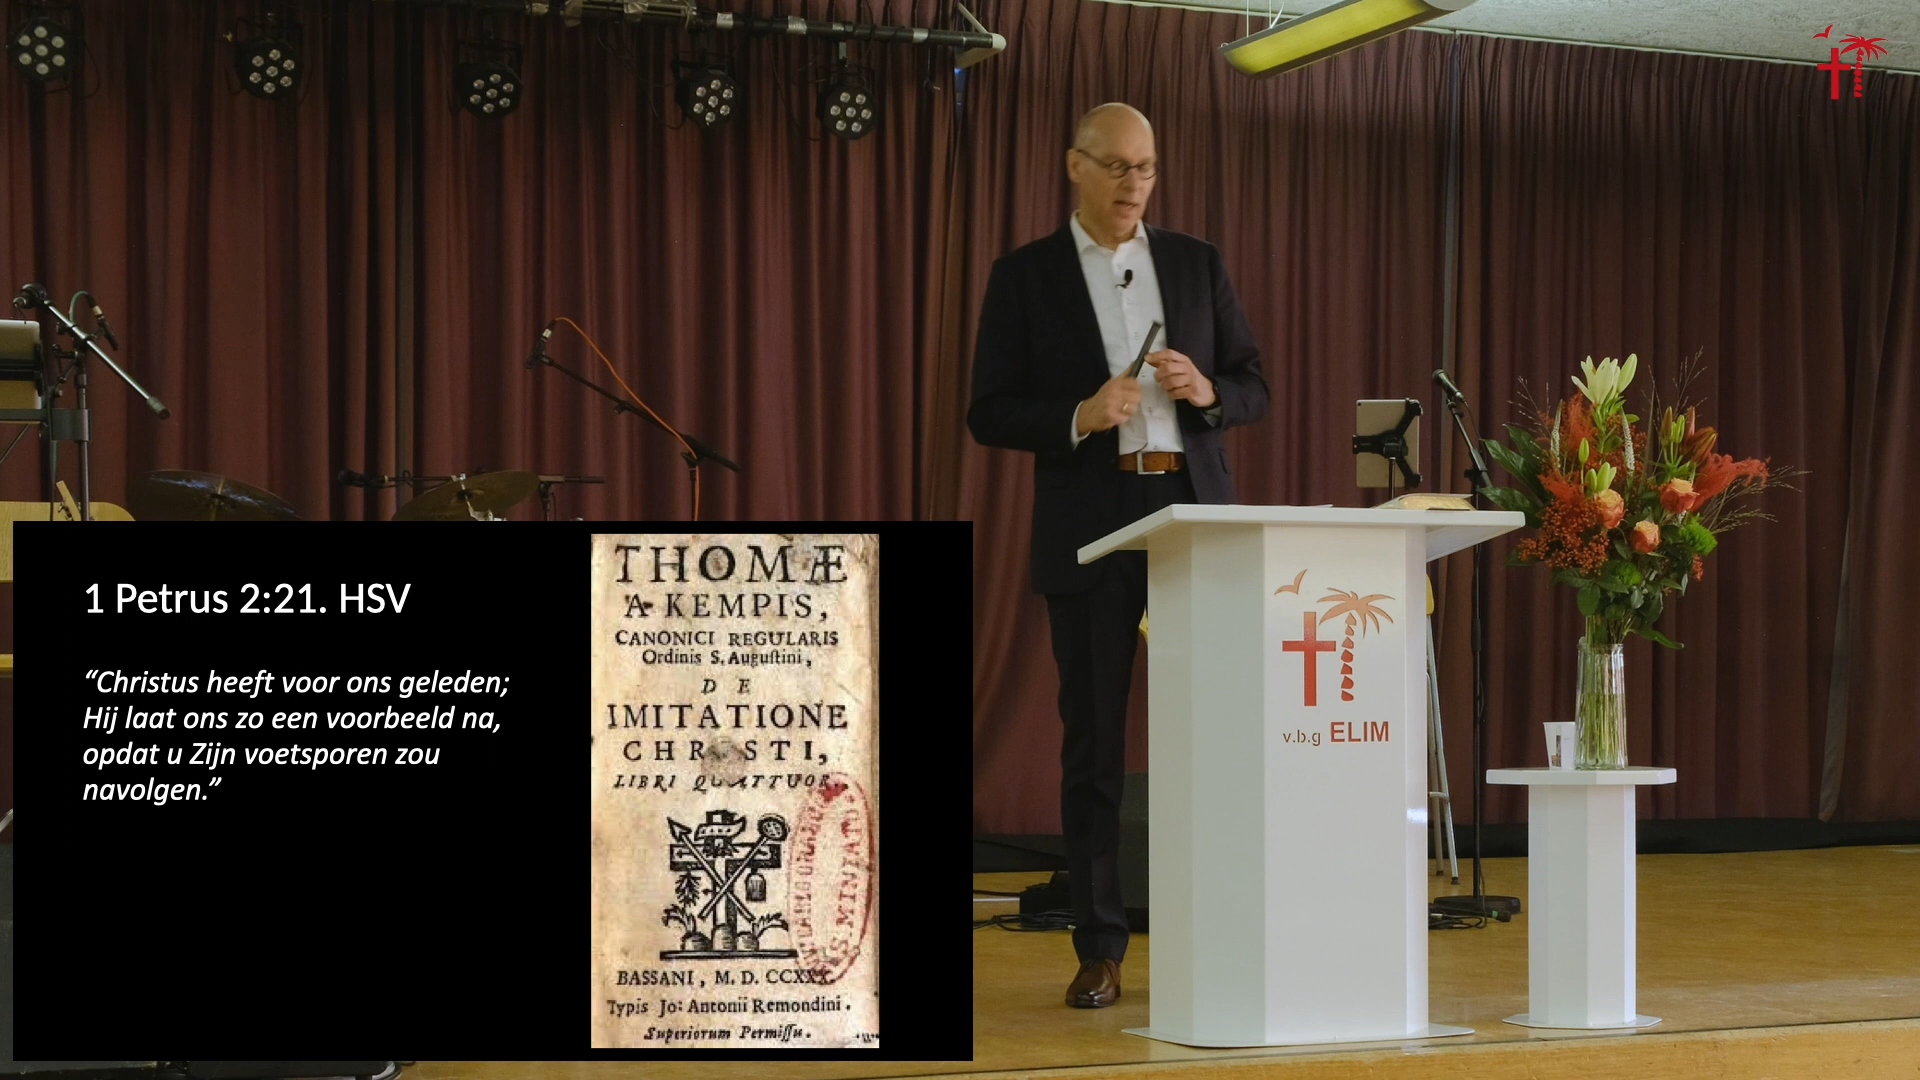 1 Petrus 2:21. HSV
“Christus heeft voor ons geleden;
Hij laat ons zo een voorbeeld na,
opdat u Zijn voetsporen zou
navolgen.”
THOMÆ
A KEMPIS,
CANONICI REGULARIS
Ordinis S. Auguſtini,
DE
IMITATIONE
CHRISTI,
LIBRI QUATTUOR.
S. MINIATO
BASSANI, M. D. CCXXX.
Typis Jo: Antonii Remondini.
Superiorum Permiſſu.
v.b.g ELIM